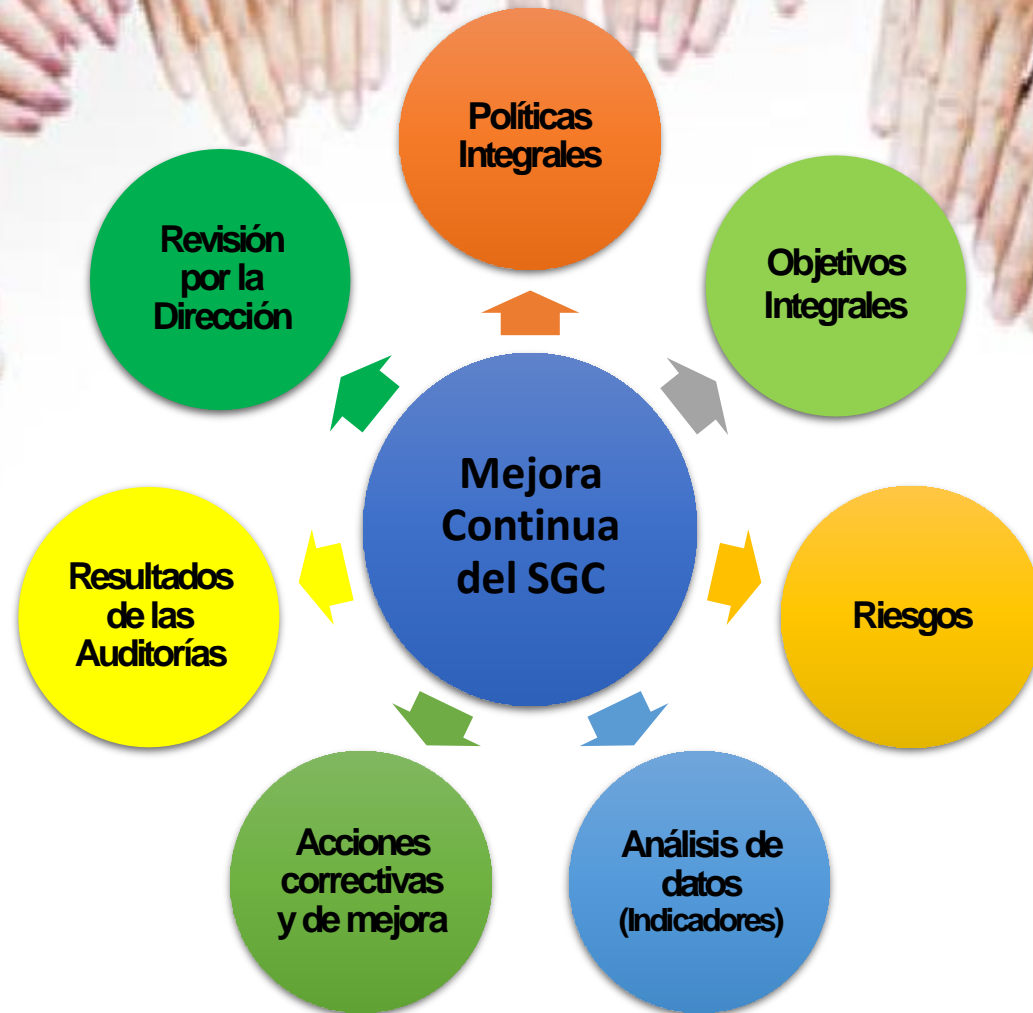 Políticas
Integrales
Objetivos
Integrales
Riesgos
Análisis de
datos
(Indicadores)
Acciones
correctivas
y de mejora
Resultados
de las
Auditorías
Revisión
por la
Dirección
Mejora
Continua
del SGC